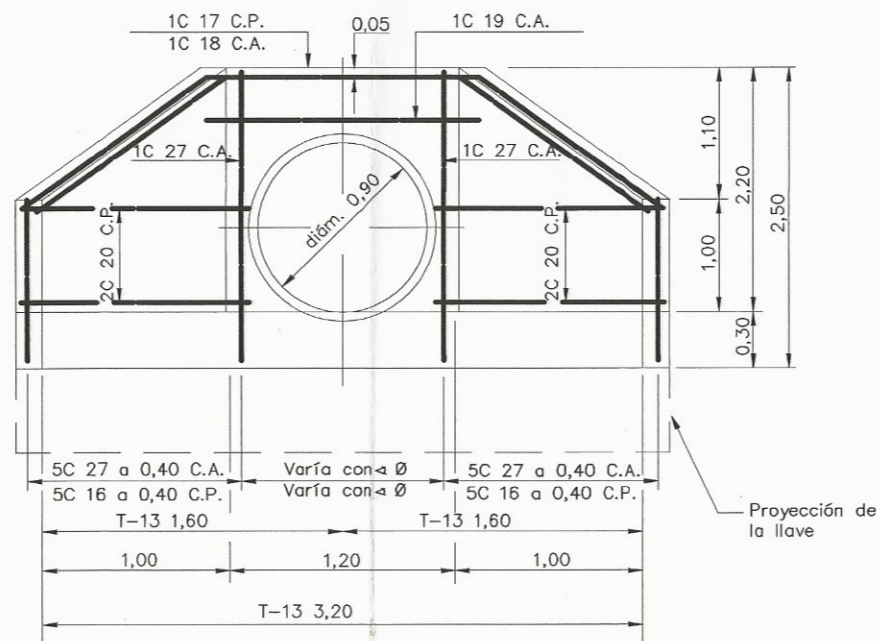 1C 17 C.P.
1C 18 C.A.
0,05
1C 19 C.A.
1C 27 C.A.
1C 27 C.A.
diám. 0,90
2C 20 C.P.
2C 20 C.P.
1,10
1,00
0,30
2,20
2,50
5C 27 a 0,40 C.A.
5C 16 a 0,40 C.P.
Varía con∢ Ø
Varía con∢ Ø
5C 27 a 0,40 C.A.
5C 16 a 0,40 C.P.
Proyección de
la llave
T-13 1,60
T-13 1,60
1,00
1,20
1,00
T-13 3,20